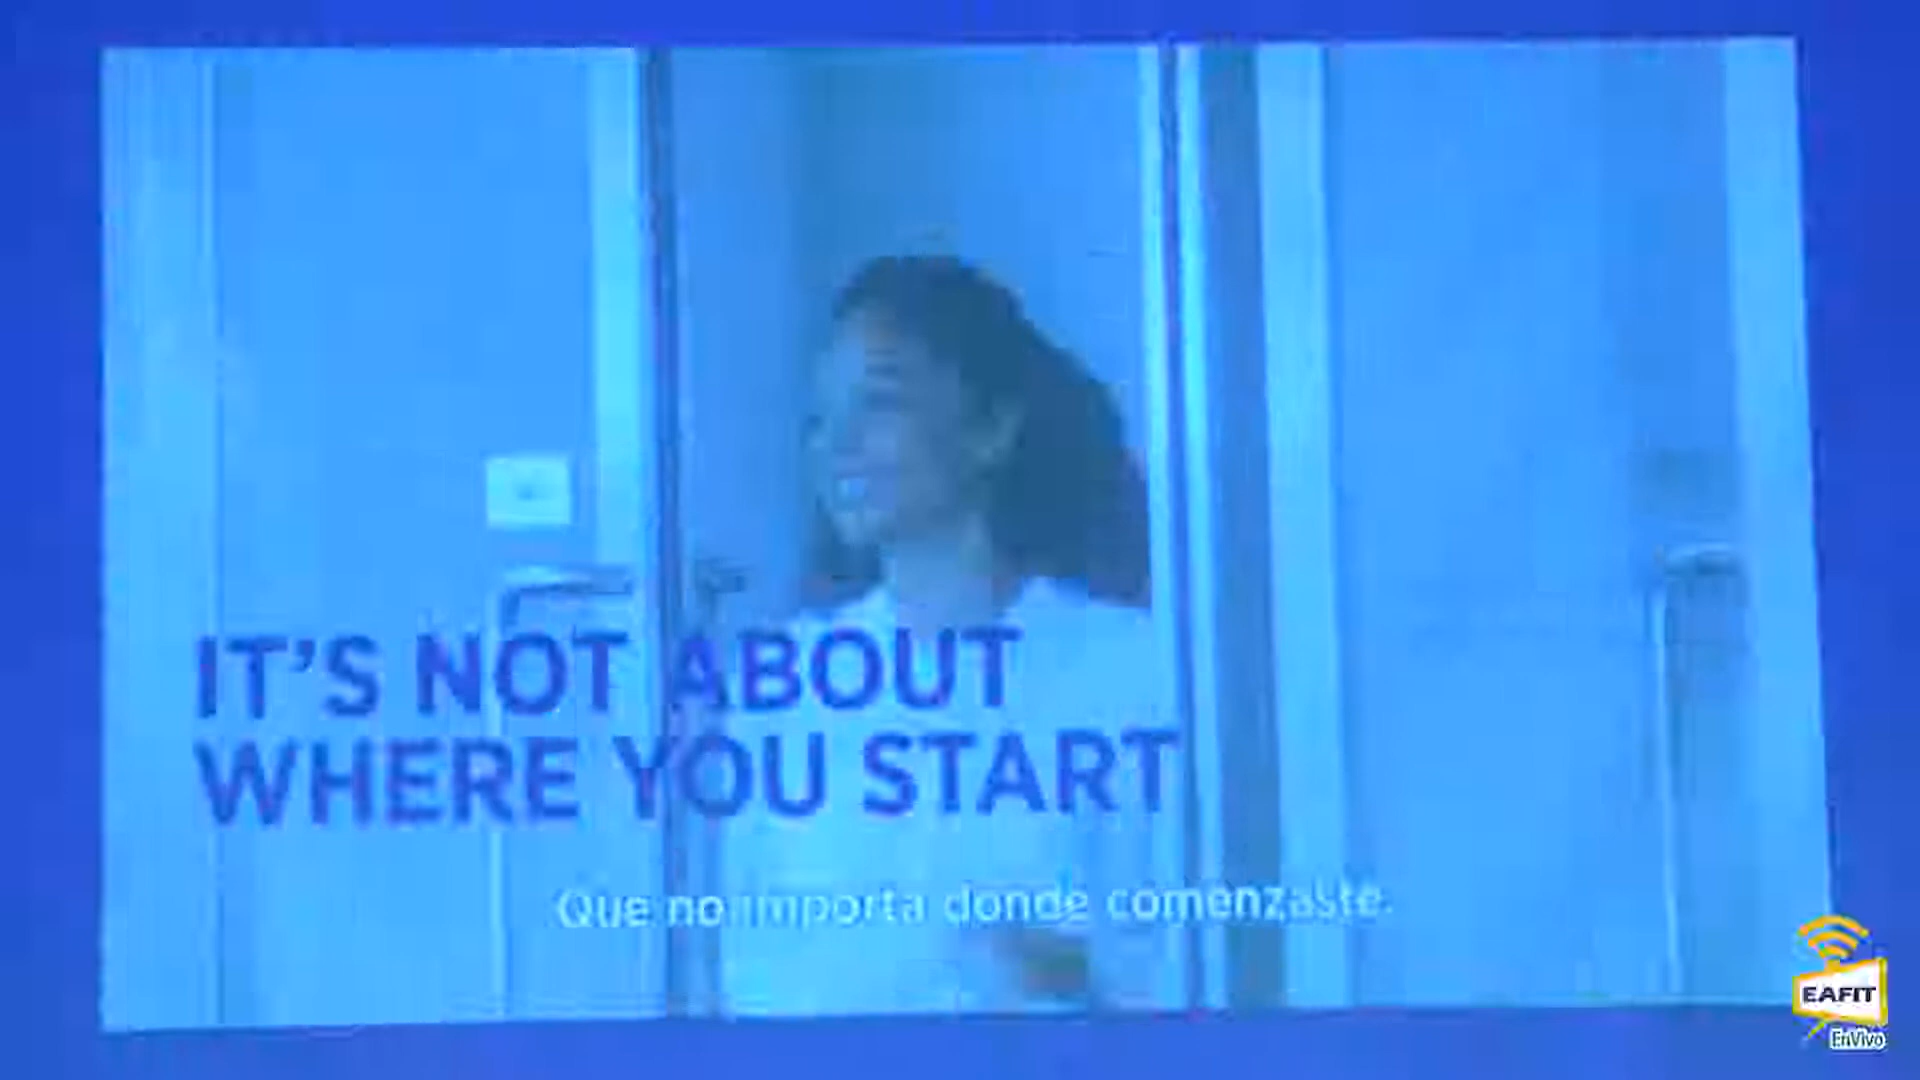 IT'S NOT ABOUT
WHERE YOU START
Que no importa donde comenzaste.
EAFIT
EnVivo